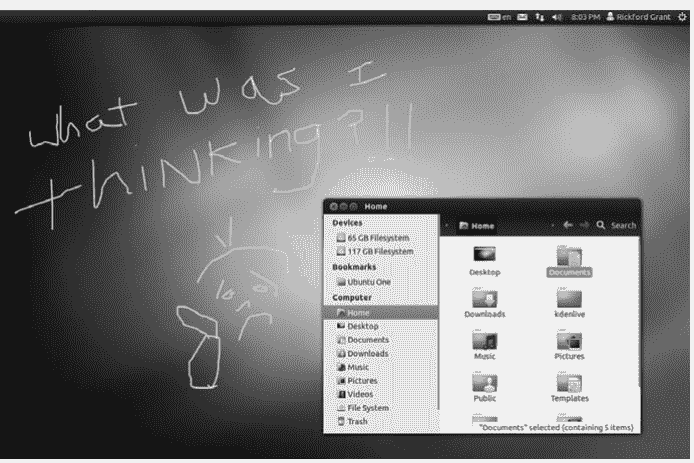 en 8:03 PM Rickford Grant
what was I
thinking?!!
Home
Devices
65 GB Filesystem
117 GB Filesystem
Bookmarks
Ubuntu One
Computer
Home
Desktop
Documents
Downloads
Music
Pictures
Videos
File System
Trash
Home Search
Desktop Documents
Downloads kdenlive
Music Pictures
Public Templates
"Documents" selected (containing 5 items)